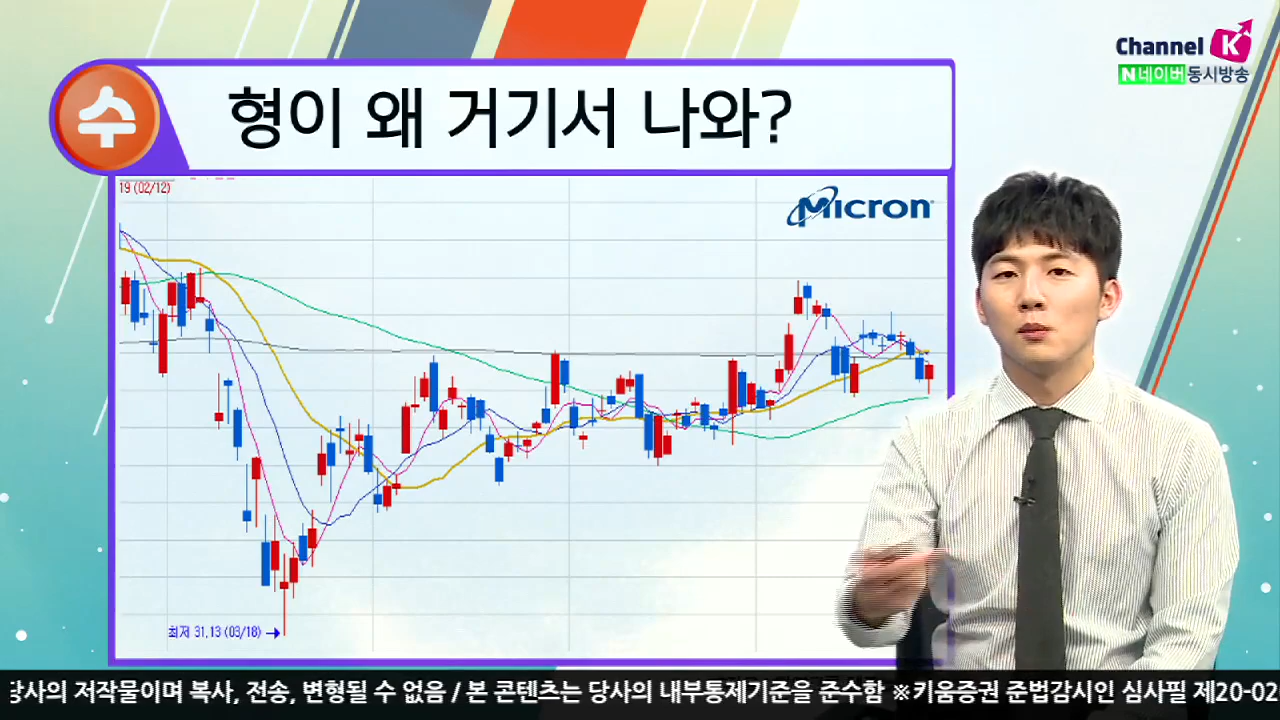 Channel K
N네이버 동시방송
수
형이 왜 거기서 나와?
19 (02/12)
Micron
최저 31,13 (03/18) →
당사의 저작물이며 복사, 전송, 변형될 수 없음 / 본 콘텐츠는 당사의 내부통제기준을 준수함 ※키움증권 준법감시인 심사필 제20-02